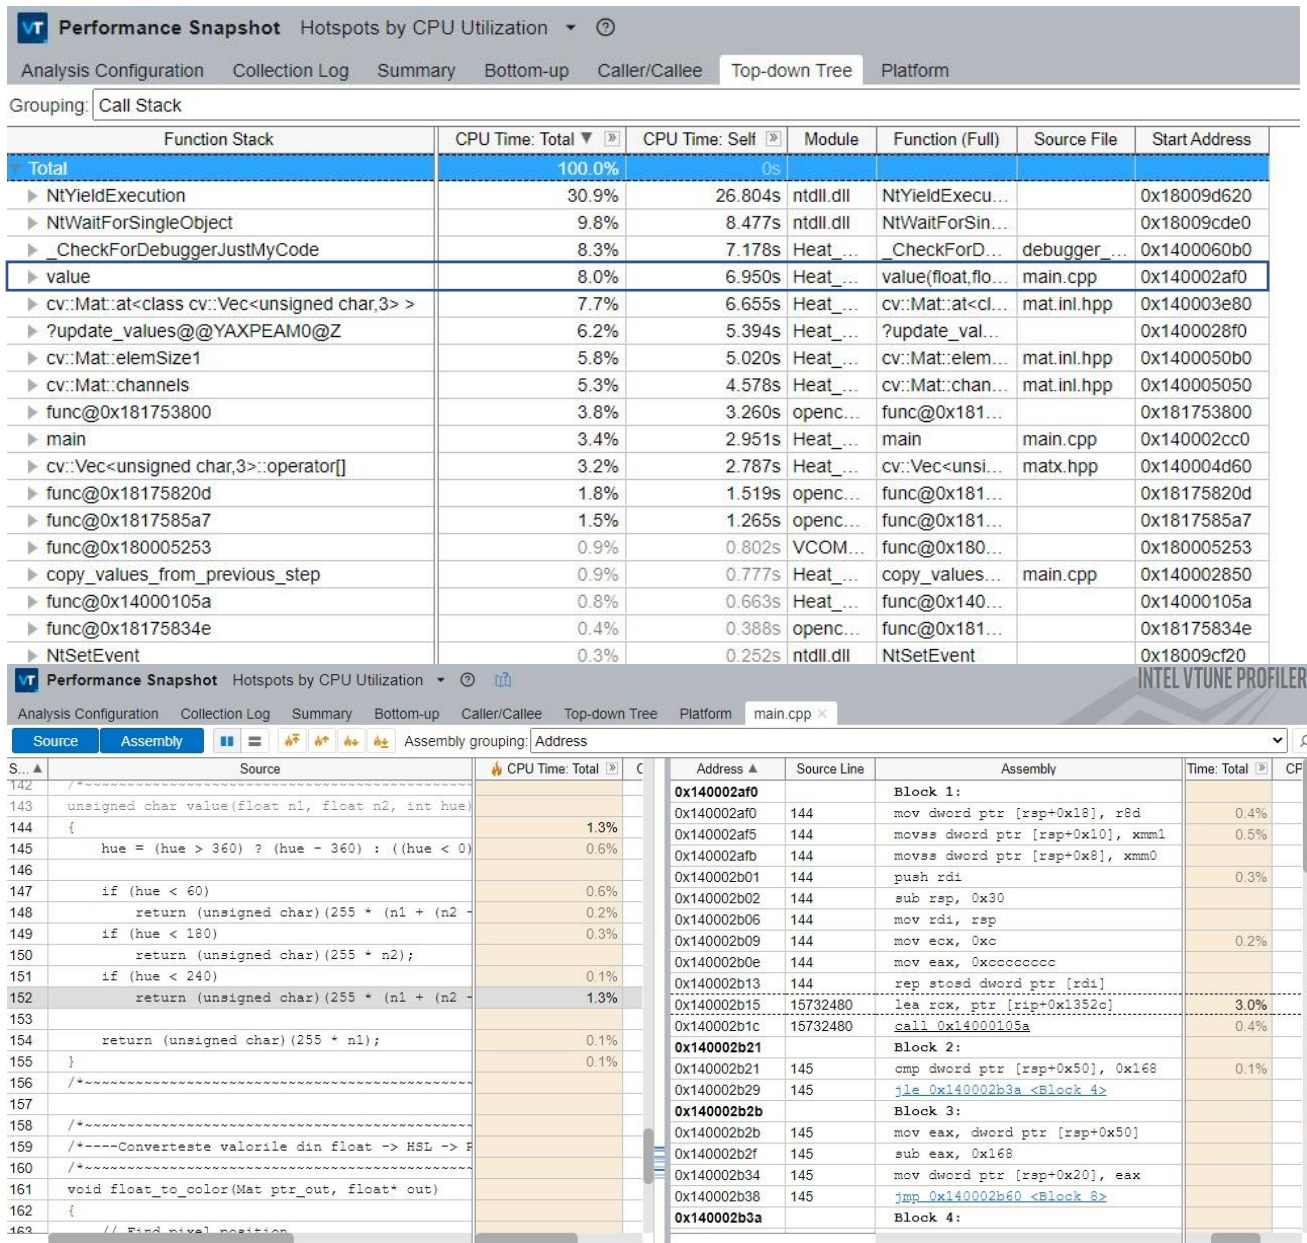 VT Performance Snapshot Hotspots by CPU Utilization
Analysis Configuration Collection Log Summary Bottom-up Caller/Callee Top-down Tree Platform
Grouping: Call Stack
Function Stack CPU Time: Total ▼ CPU Time: Self Module Function (Full) Source File Start Address
Total 100.0% 0s
NtYieldExecution 30.9% 26.804s ntdll.dll NtYieldExecu... 0x18009d620
NtWaitForSingleObject 9.8% 8.477s ntdll.dll NtWaitForSin... 0x18009cde0
_CheckForDebuggerJustMyCode 8.3% 7.178s Heat_... _CheckForD... debugger_... 0x1400060b0
value 8.0% 6.950s Heat_... value(float,flo... main.cpp 0x140002af0
cv::Mat::at<class cv::Vec<unsigned char,3> > 7.7% 6.655s Heat_... cv::Mat::at<cl... mat.inl.hpp 0x140003e80
?update_values@@YAXPEAM0@Z 6.2% 5.394s Heat_... ?update_val... 0x1400028f0
cv::Mat::elemSize1 5.8% 5.020s Heat_... cv::Mat::elem... mat.inl.hpp 0x1400050b0
cv::Mat::channels 5.3% 4.578s Heat_... cv::Mat::chan... mat.inl.hpp 0x140005050
func@0x181753800 3.8% 3.260s openc... func@0x181... 0x181753800
main 3.4% 2.951s Heat_... main main.cpp 0x140002cc0
cv::Vec<unsigned char,3>::operator[] 3.2% 2.787s Heat_... cv::Vec<unsi... matx.hpp 0x140004d60
func@0x18175820d 1.8% 1.519s openc... func@0x181... 0x18175820d
func@0x1817585a7 1.5% 1.265s openc... func@0x181... 0x1817585a7
func@0x180005253 0.9% 0.802s VCOM... func@0x180... 0x180005253
copy_values_from_previous_step 0.9% 0.777s Heat_... copy_values... main.cpp 0x140002850
func@0x14000105a 0.8% 0.663s Heat_... func@0x140... 0x14000105a
func@0x18175834e 0.4% 0.388s openc... func@0x181... 0x18175834e
NtSetEvent 0.3% 0.252s ntdll.dll NtSetEvent 0x18009cf20
VT Performance Snapshot Hotspots by CPU Utilization INTEL VTUNE PROFILER
Analysis Configuration Collection Log Summary Bottom-up Caller/Callee Top-down Tree Platform main.cpp ×
Source Assembly Assembly grouping: Address
S... ▲ Source CPU Time: Total Address ▲ Source Line Assembly Time: Total CP
142 /*~~~~~~~~~~~~~~~~~~~~~~~~~~~~~~~~~~~~~~~~~~~~~ 0x140002af0 Block 1:
143 unsigned char value(float n1, float n2, int hue) 0x140002af0 144 mov dword ptr [rsp+0x18], r8d 0.4%
144 { 1.3% 0x140002af5 144 movss dword ptr [rsp+0x10], xmm1 0.5%
145 hue = (hue > 360) ? (hue - 360) : ((hue < 0) 0.6% 0x140002afb 144 movss dword ptr [rsp+0x8], xmm0
146 0x140002b01 144 push rdi 0.3%
147 if (hue < 60) 0.6% 0x140002b02 144 sub rsp, 0x30
148 return (unsigned char)(255 * (n1 + (n2 - 0.2% 0x140002b06 144 mov rdi, rsp
149 if (hue < 180) 0.3% 0x140002b09 144 mov ecx, 0xc 0.2%
150 return (unsigned char)(255 * n2); 0x140002b0e 144 mov eax, 0xcccccccc
151 if (hue < 240) 0.1% 0x140002b13 144 rep stosd dword ptr [rdi]
152 return (unsigned char)(255 * (n1 + (n2 - 1.3% 0x140002b15 15732480 lea rcx, ptr [rip+0x1352c] 3.0%
153 0x140002b1c 15732480 call 0x14000105a 0.4%
154 return (unsigned char)(255 * n1); 0.1% 0x140002b21 Block 2:
155 } 0.1% 0x140002b21 145 cmp dword ptr [rsp+0x50], 0x168 0.1%
156 /*~~~~~~~~~~~~~~~~~~~~~~~~~~~~~~~~~~~~~~~~~~~~~ 0x140002b29 145 jle 0x140002b3a <Block 4>
157 0x140002b2b Block 3:
158 /*~~~~~~~~~~~~~~~~~~~~~~~~~~~~~~~~~~~~~~~~~~~~~ 0x140002b2b 145 mov eax, dword ptr [rsp+0x50]
159 /*----Converteste valorile din float -> HSL -> 0x140002b2f 145 sub eax, 0x168
160 /*~~~~~~~~~~~~~~~~~~~~~~~~~~~~~~~~~~~~~~~~~~~~~ 0x140002b34 145 mov dword ptr [rsp+0x20], eax
161 void float_to_color(Mat ptr_out, float* out) 0x140002b38 145 jmp 0x140002b60 <Block 8>
162 { 0x140002b3a Block 4:
163 // Find pixel position